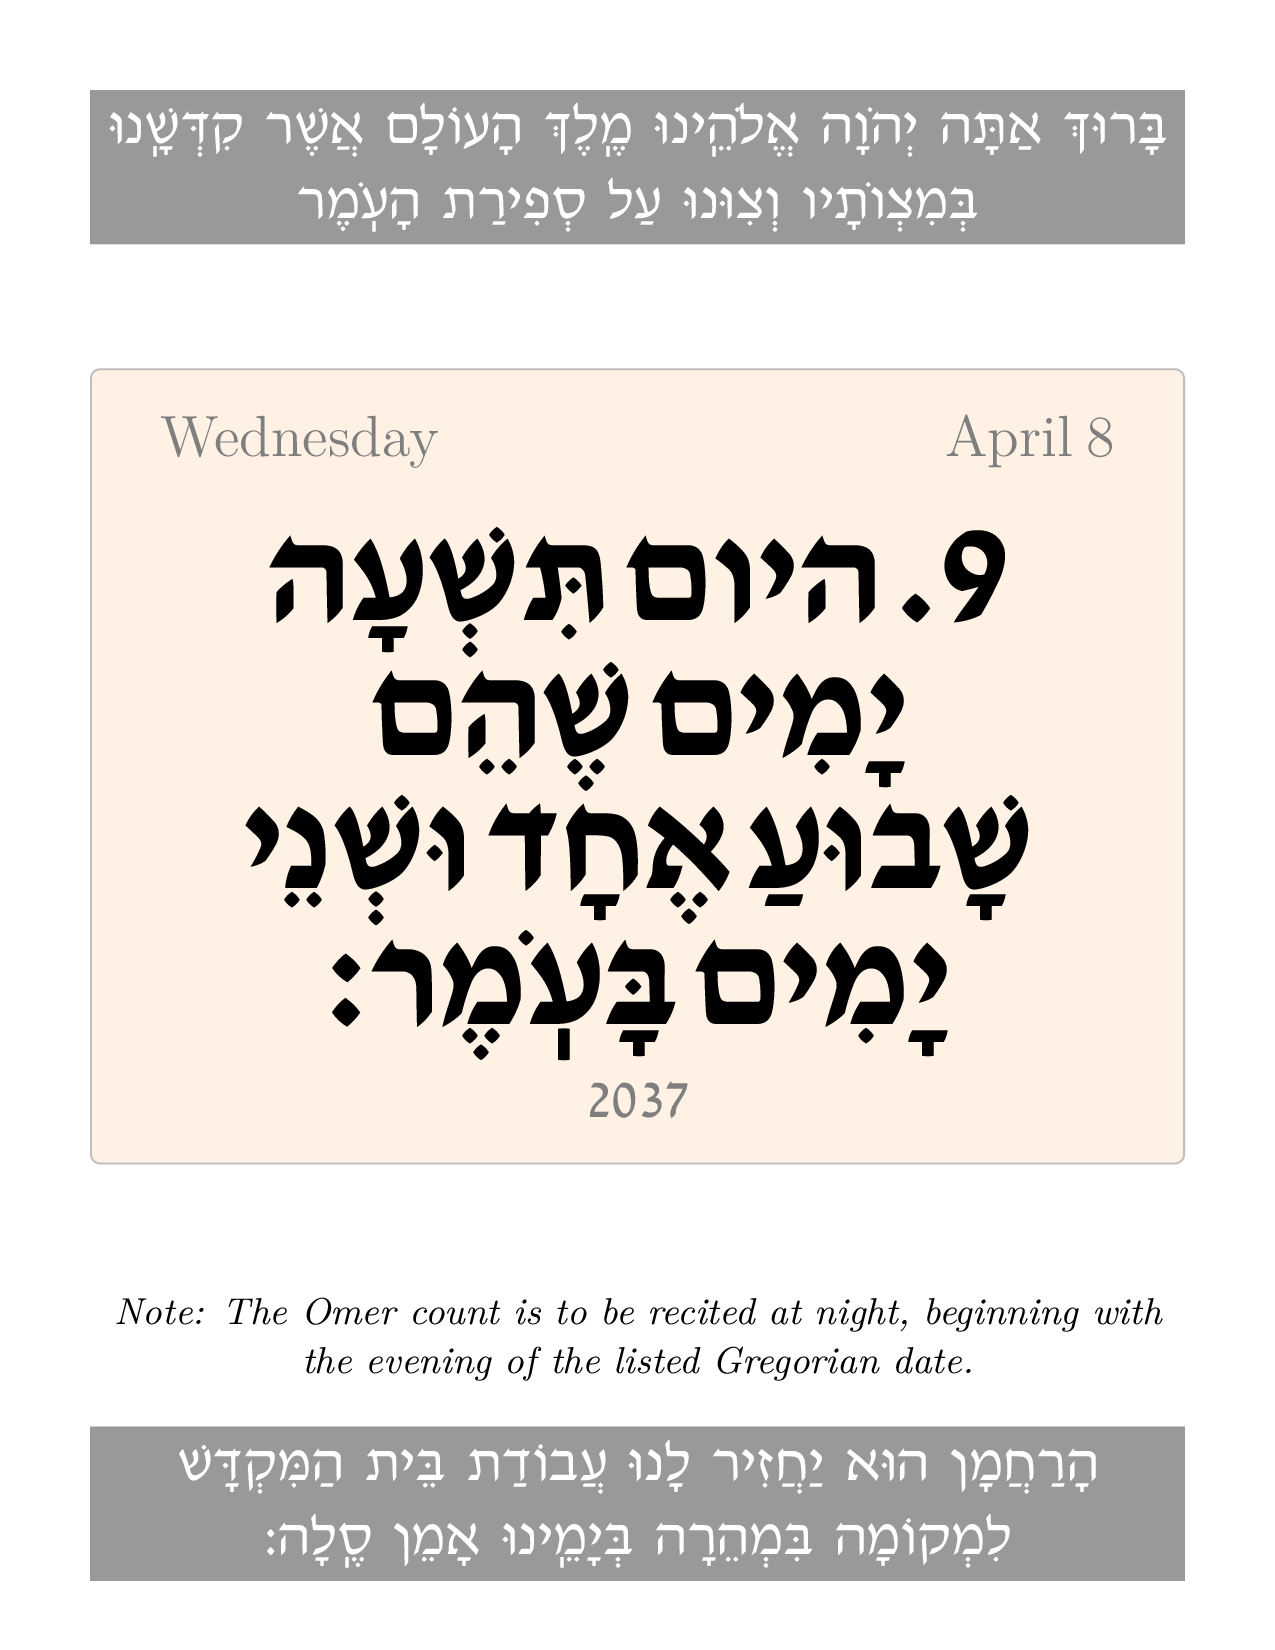 בָּרוּךְ אַתָּה יְהֹוָה אֱלֹהֵֽינוּ מֶֽלֶךְ הָעוֹלָם אֲשֶׁר קִדְּשָֽׁנוּ
בְּמִצְוֹתָיו וְצִוּנוּ עַל סְפִירַת הָעֹֽמֶר
Wednesday April 8
9. היום תִּשְׁעָה
יָמִים שֶׁהֵם
שָׁבוּעַ אֶחָד וּשְׁנֵי
יָמִים בָּעֹֽמֶר:
2037
Note: The Omer count is to be recited at night, beginning with
the evening of the listed Gregorian date.
הָרַחֲמָן הוּא יַחֲזִיר לָנוּ עֲבוֹדַת בֵּית הַמִּקְדָּשׁ
לִמְקוֹמָהּ בִּמְהֵרָה בְּיָמֵֽינוּ אָמֵן סֶֽלָה: